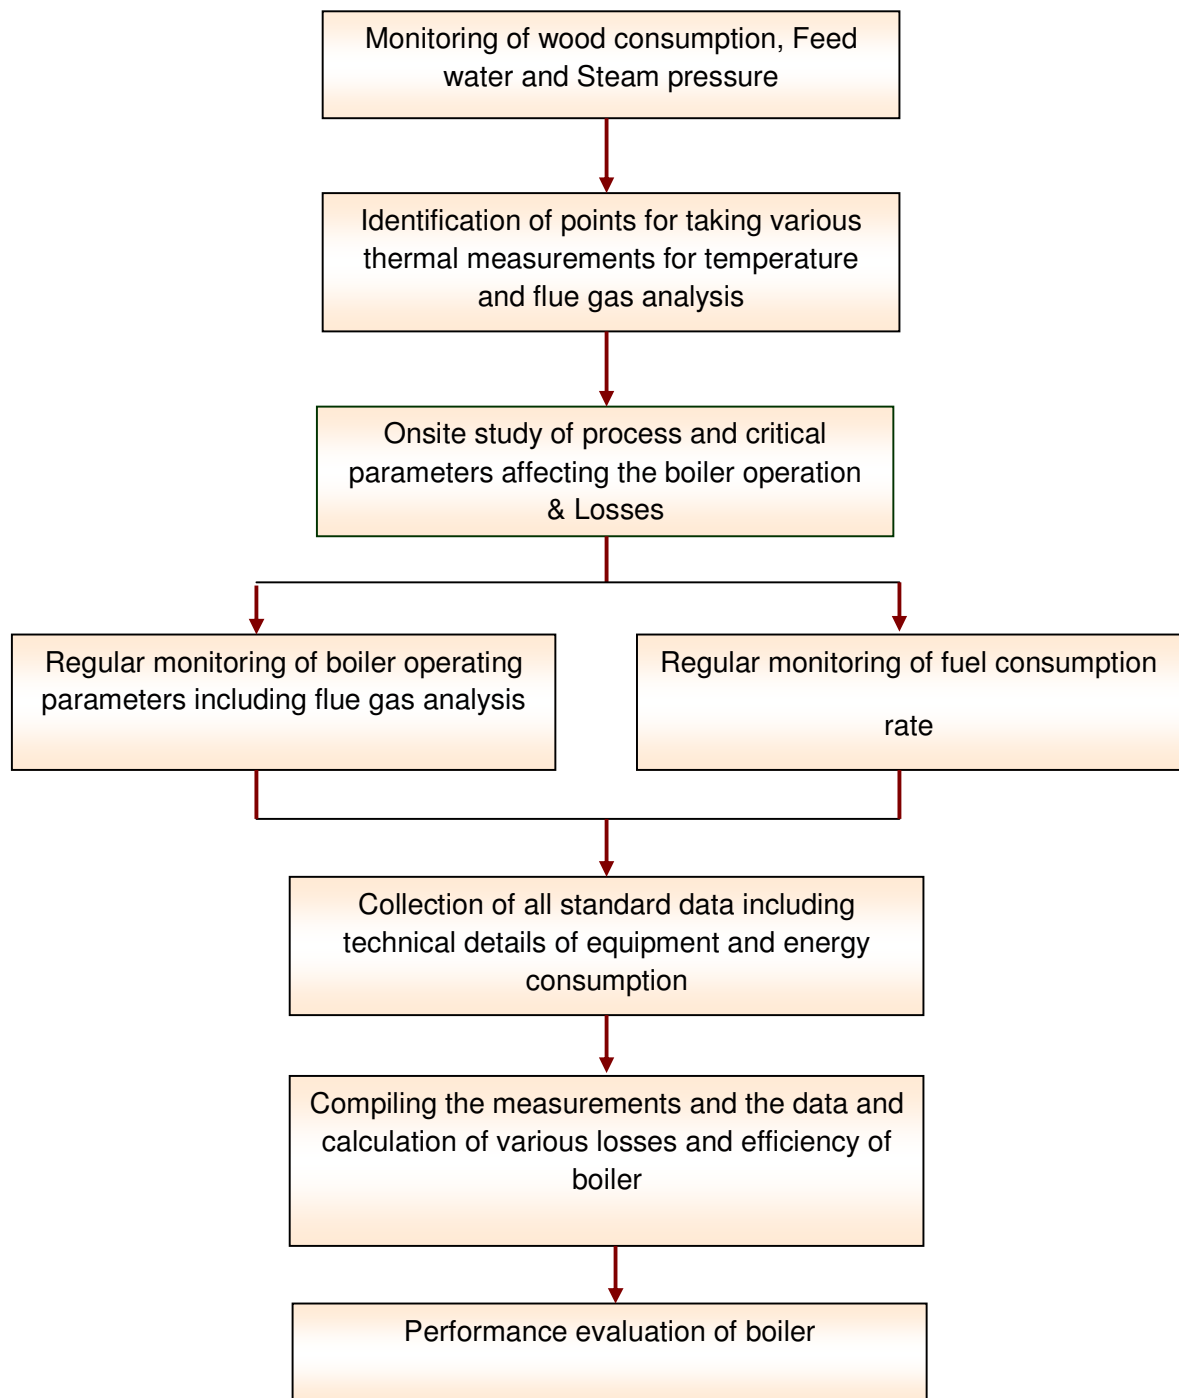 Monitoring of wood consumption, Feed
water and Steam pressure
Identification of points for taking various
thermal measurements for temperature
and flue gas analysis
Onsite study of process and critical
parameters affecting the boiler operation
& Losses
Regular monitoring of boiler operating
parameters including flue gas analysis
Regular monitoring of fuel consumption
rate
Collection of all standard data including
technical details of equipment and energy
consumption
Compiling the measurements and the data and
calculation of various losses and efficiency of
boiler
Performance evaluation of boiler